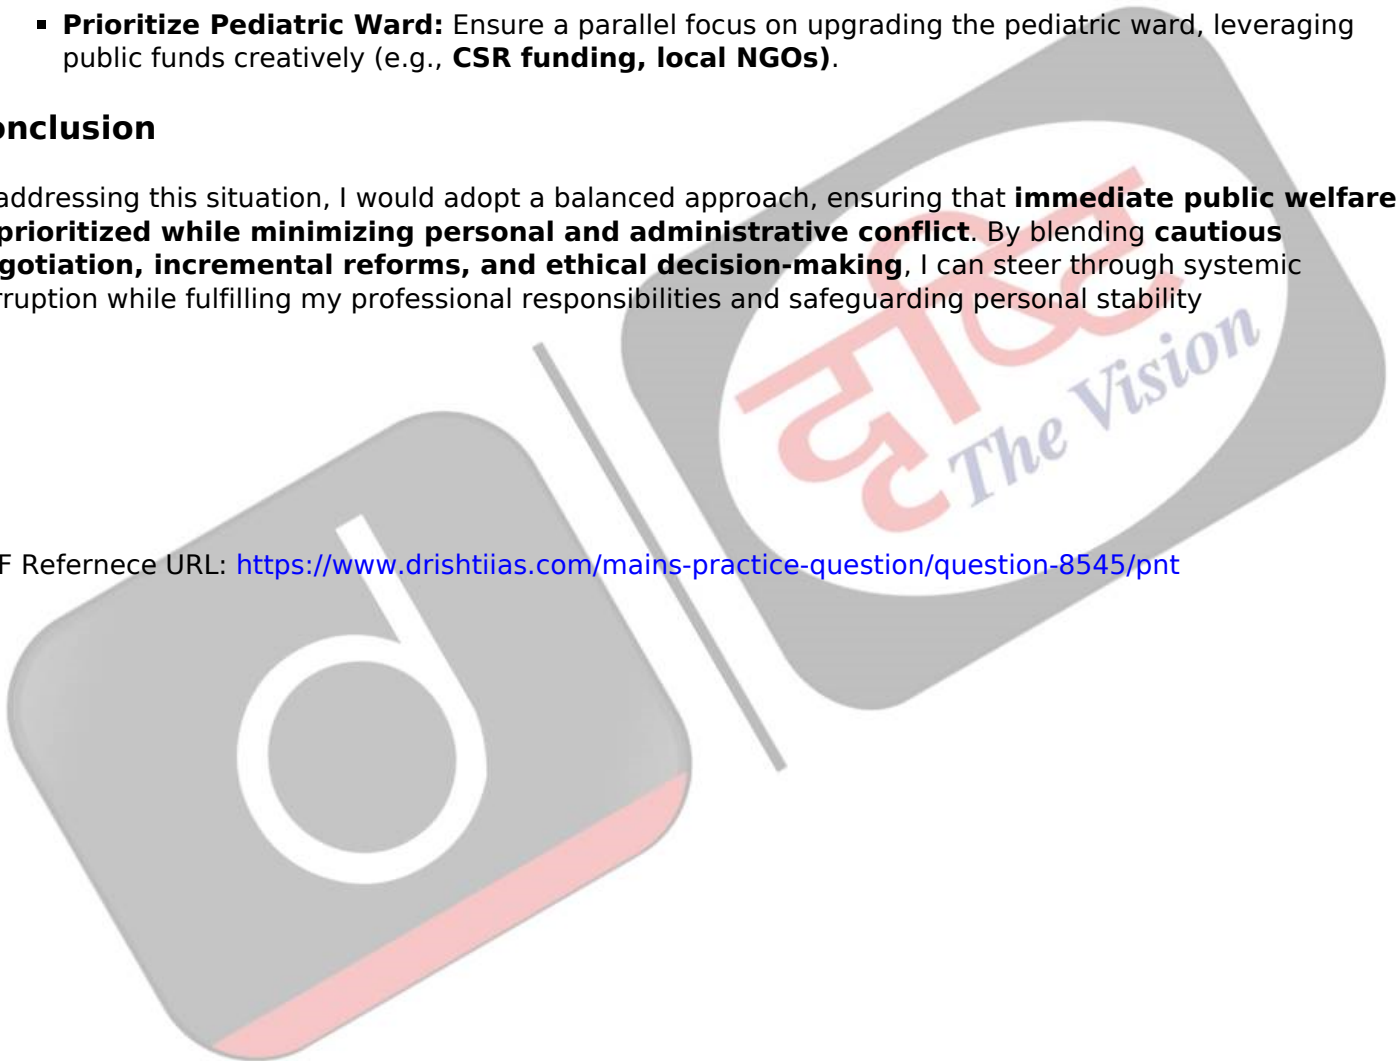 Prioritize Pediatric Ward: Ensure a parallel focus on upgrading the pediatric ward, leveraging
public funds creatively (e.g., CSR funding, local NGOs).
onclusion
addressing this situation, I would adopt a balanced approach, ensuring that immediate public welfare
prioritized while minimizing personal and administrative conflict. By blending cautious
gotiation, incremental reforms, and ethical decision-making, I can steer through systemic
rruption while fulfilling my professional responsibilities and safeguarding personal stability
दृष्टि
The Vision
d
F Refernece URL: https://www.drishtiias.com/mains-practice-question/question-8545/pnt